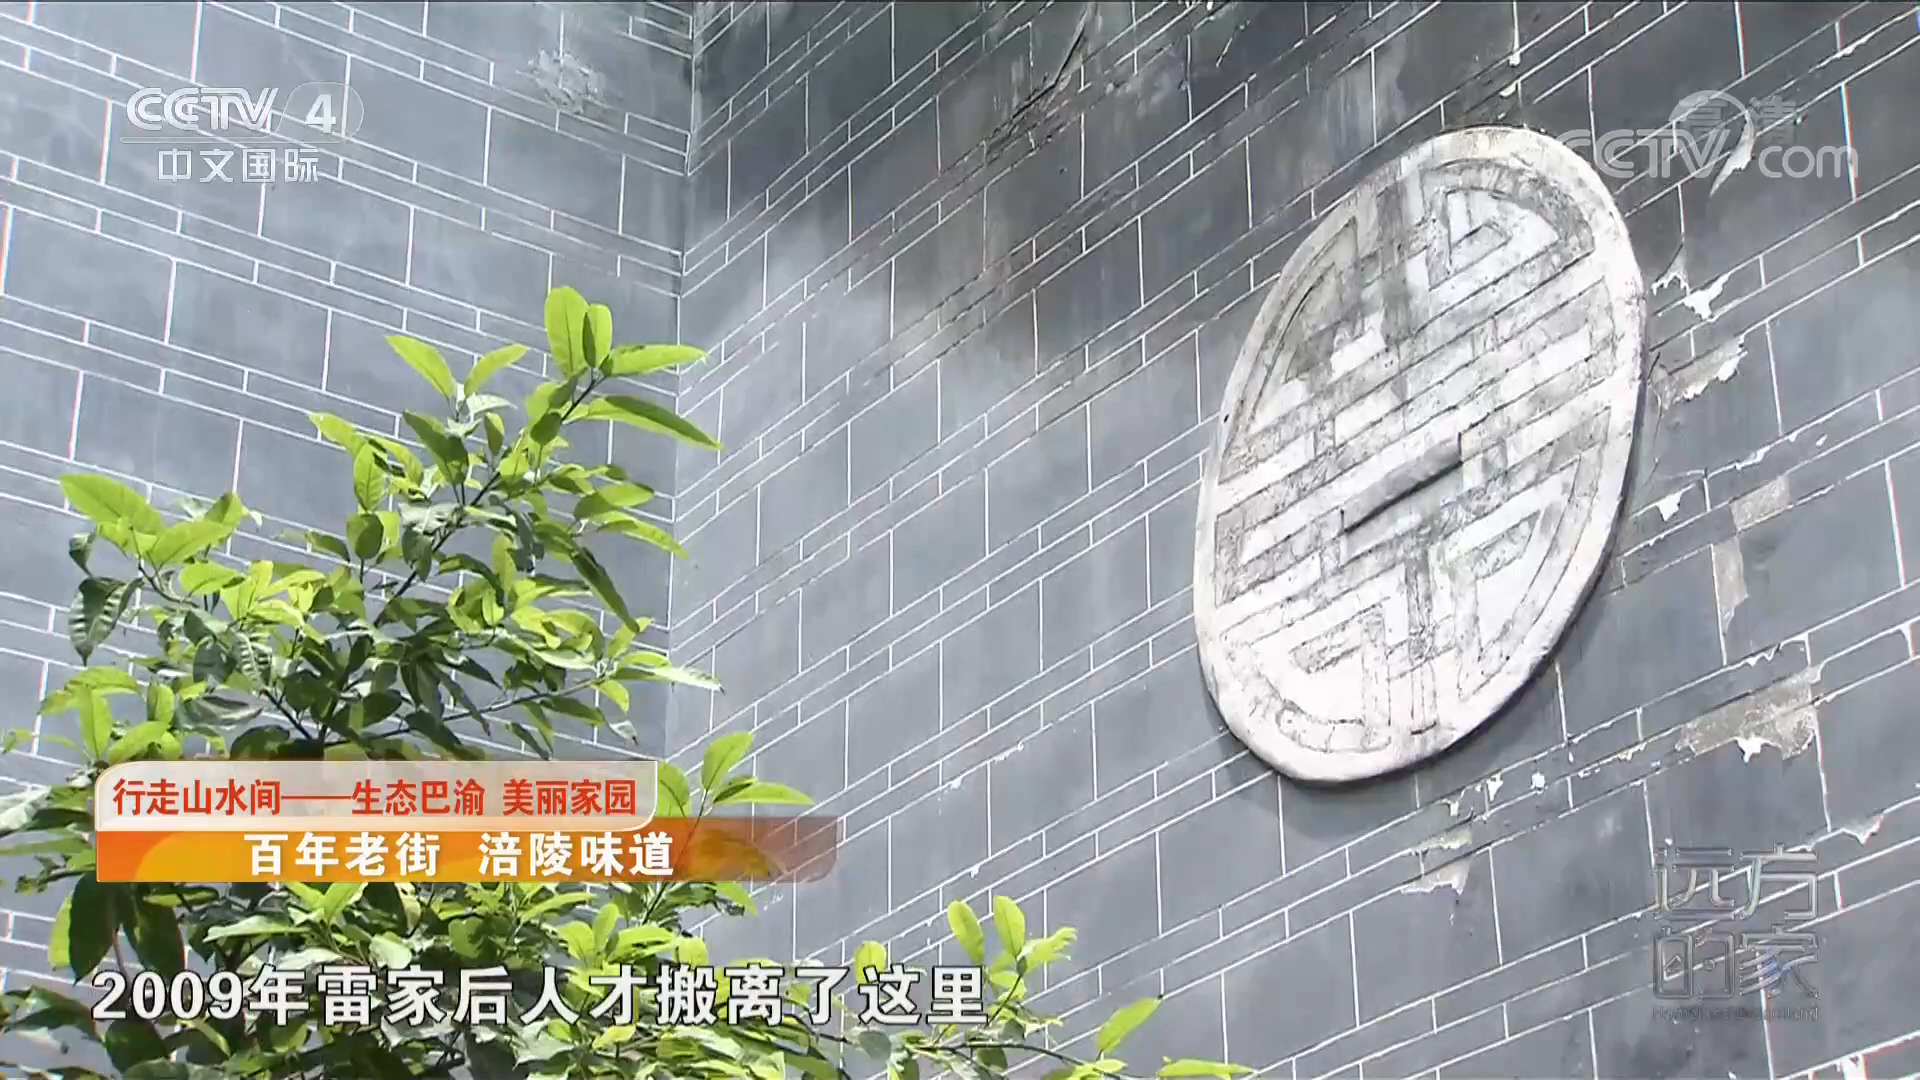 CCTV 4
中文国际
高清
CCTV com
行走山水间——生态巴渝 美丽家园
百年老街 涪陵味道
远方
的家
2009年雷家后人才搬离了这里